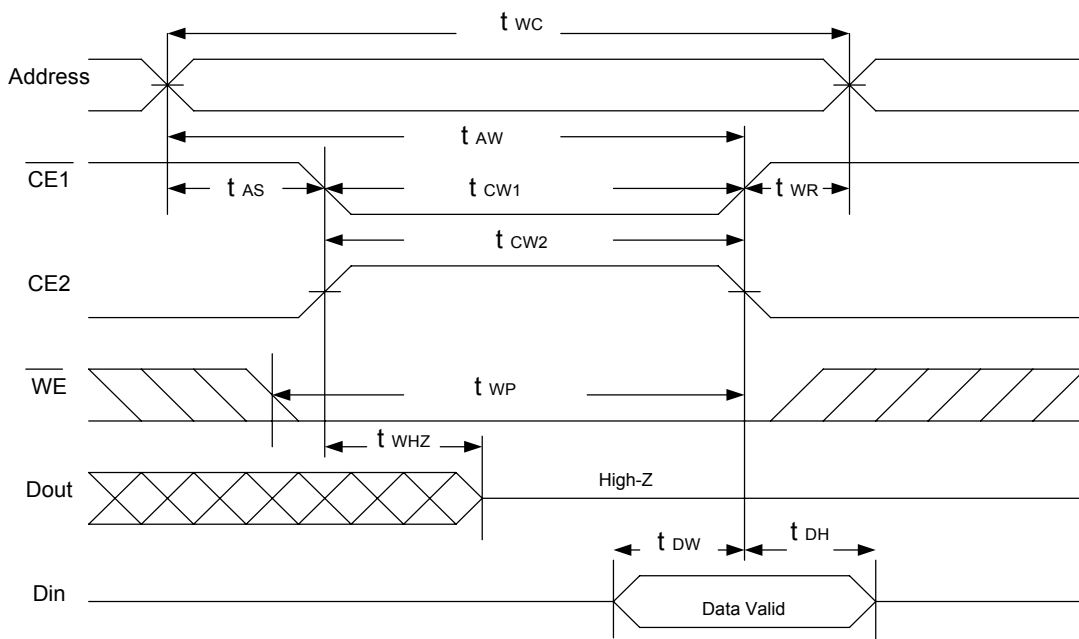 t WC
Address
t AW
CE1
t AS
t CW1
t WR
t CW2
CE2
WE
t WP
t WHZ
Dout
High-Z
t DW
t DH
Din
Data Valid